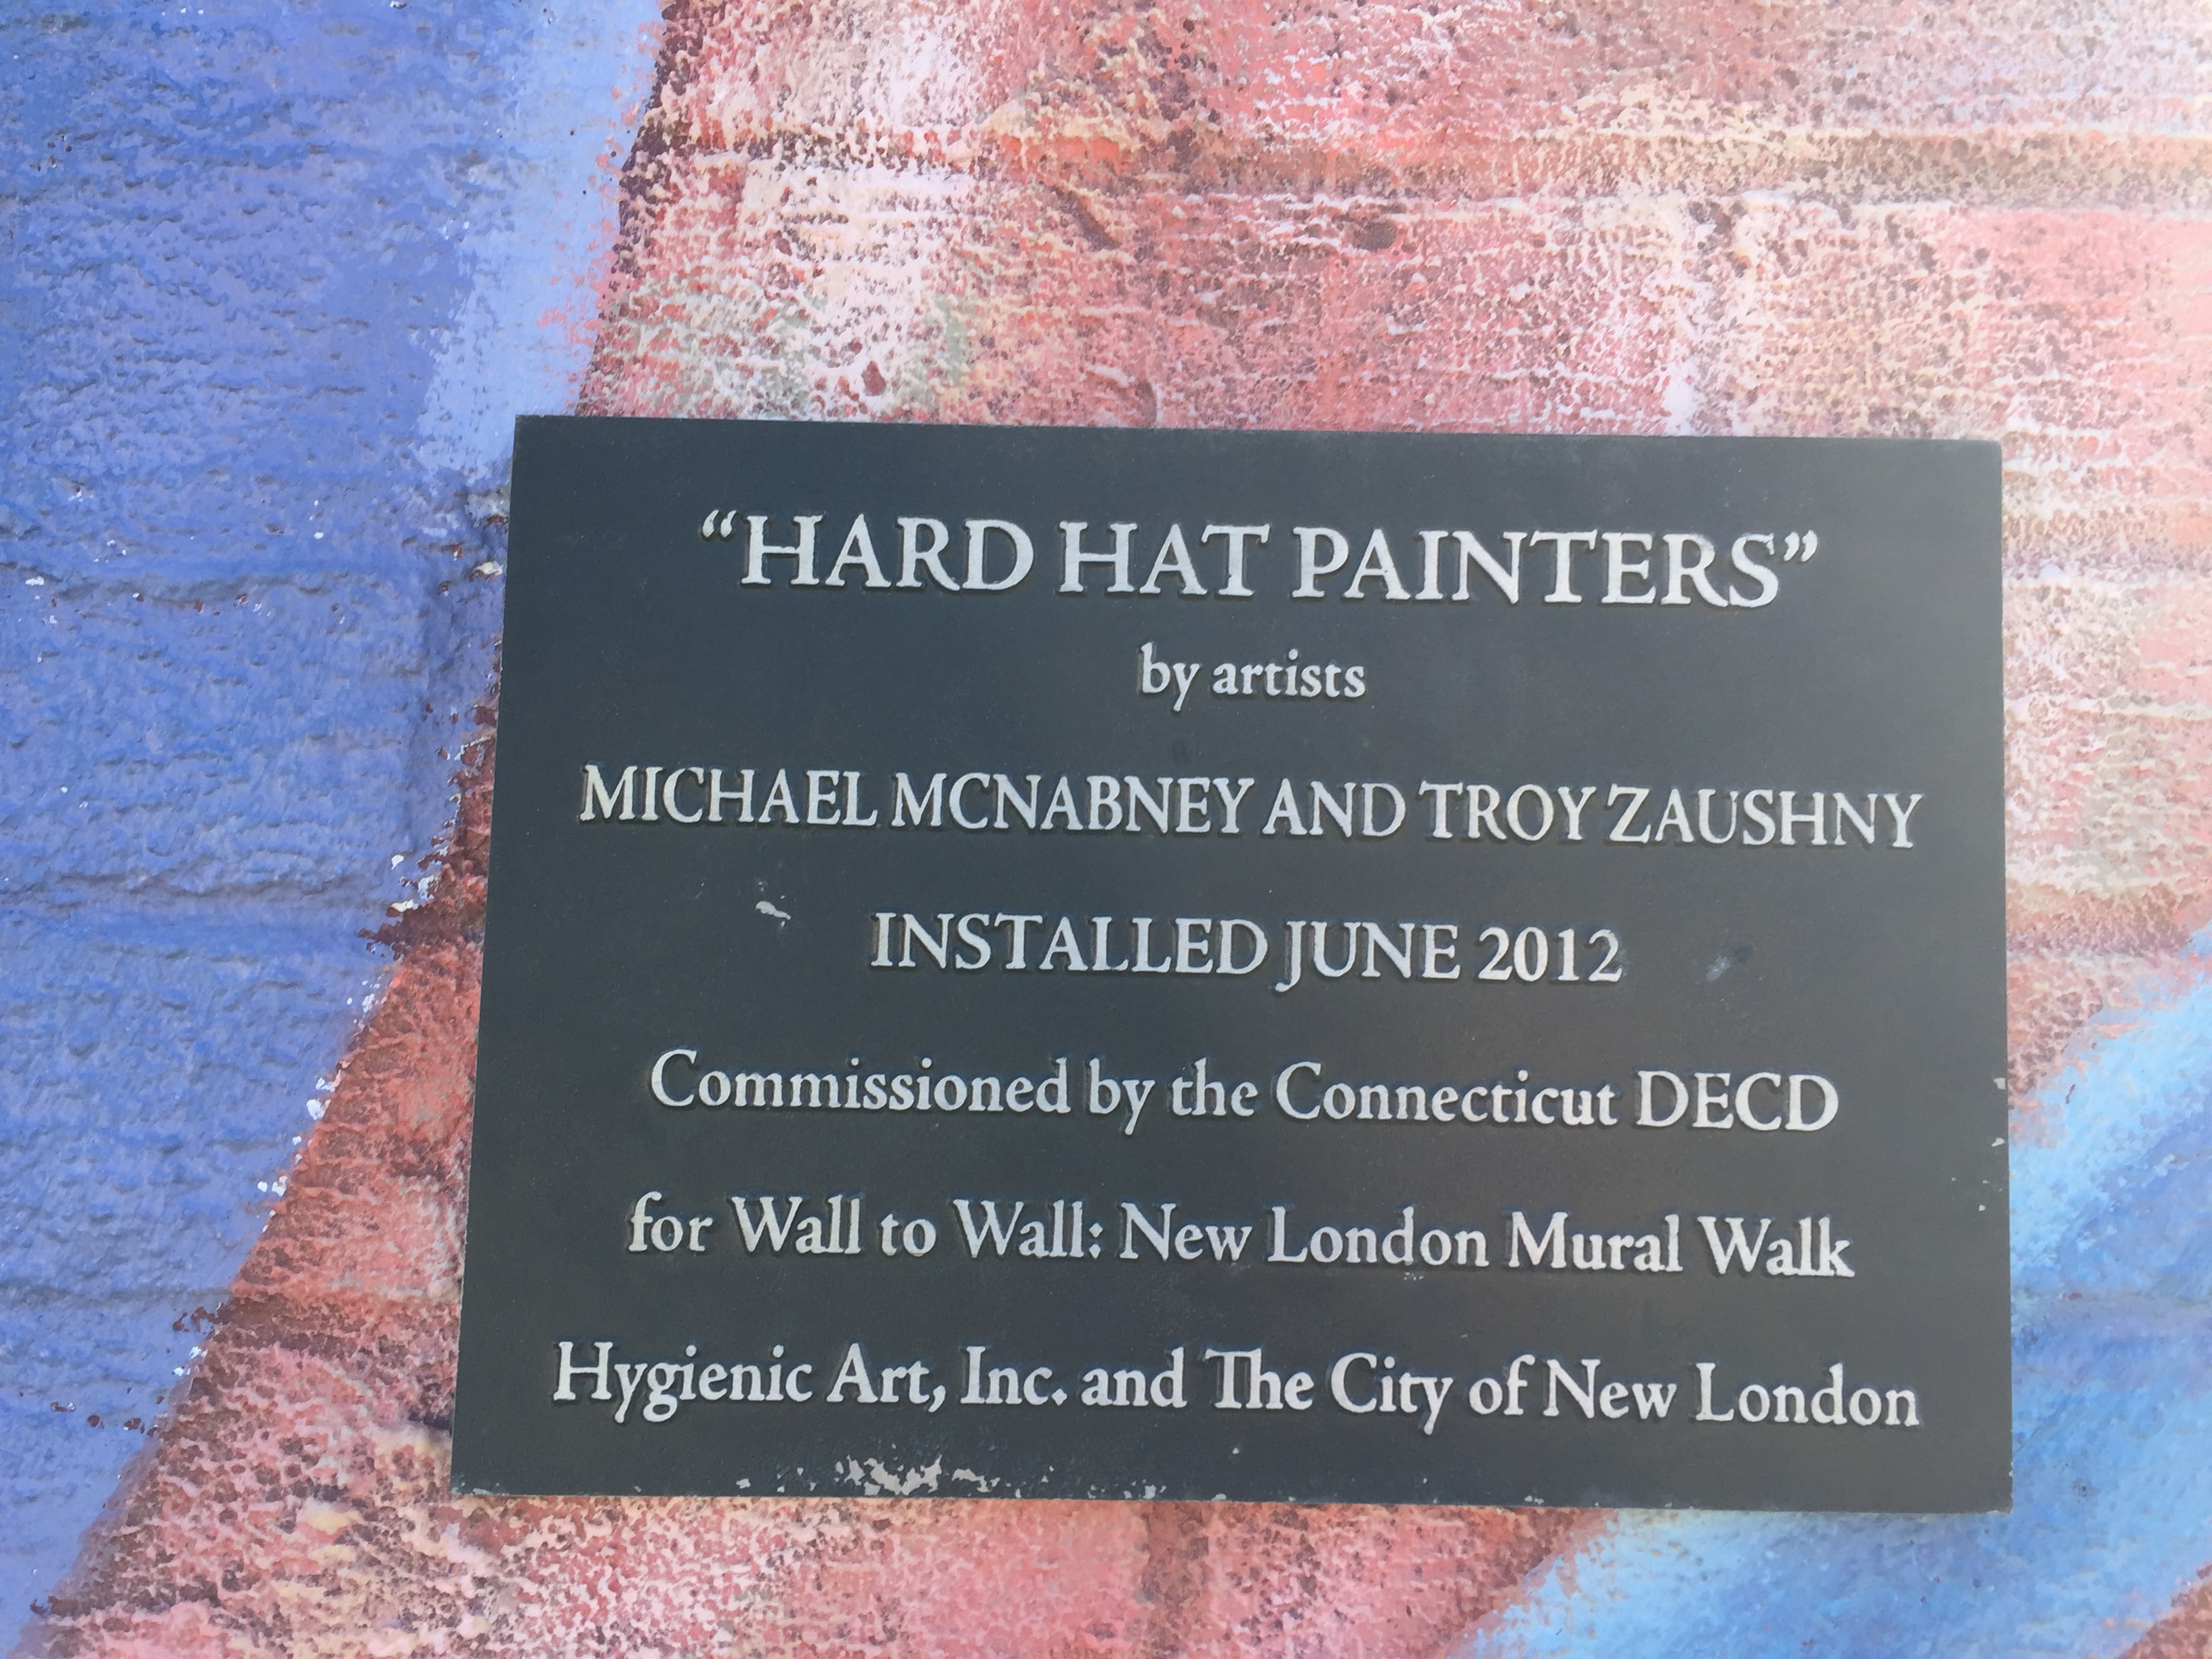 “HARD HAT PAINTERS”
by artists
MICHAEL MCNABNEY AND TROY ZAUSHNY
INSTALLED JUNE 2012
Commissioned by the Connecticut DECD
for Wall to Wall: New London Mural Walk
Hygienic Art, Inc. and The City of New London